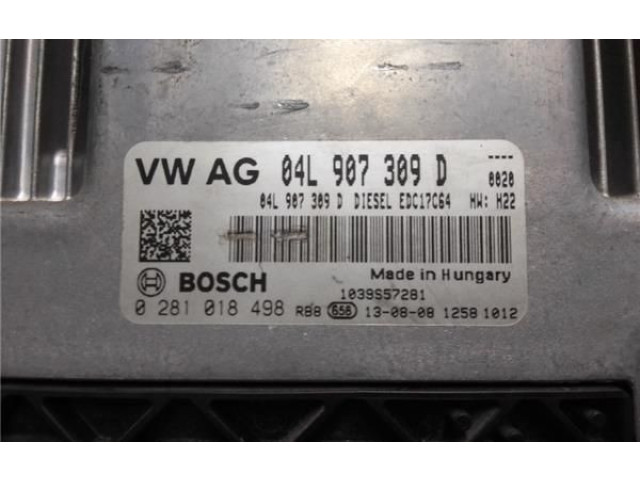 VW AG 04L 907 309 D ----
0020
04L 907 309 D DIESEL EDC17C64 HW: H22
BOSCH Made in Hungary
1039S57281
0 281 018 498 RB8 656 13-08-08 1258 1012